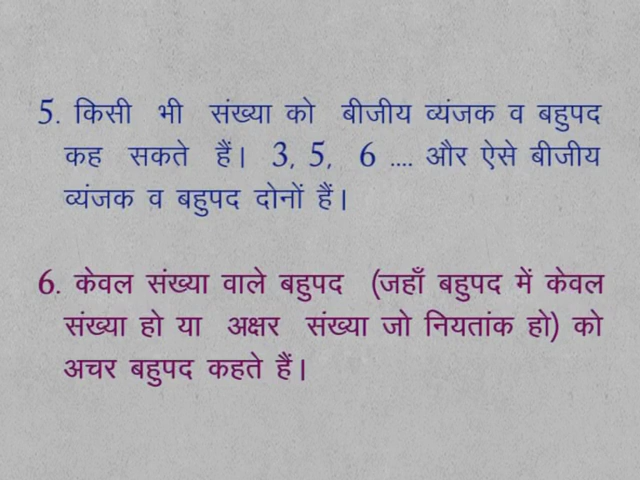 5. किसी भी संख्या को बीजीय व्यंजक व बहुपद
कह सकते हैं। 3, 5, 6 .... और ऐसे बीजीय
व्यंजक व बहुपद दोनों हैं।
6. केवल संख्या वाले बहुपद (जहाँ बहुपद में केवल
संख्या हो या अक्षर संख्या जो नियतांक हो) को
अचर बहुपद कहते हैं।